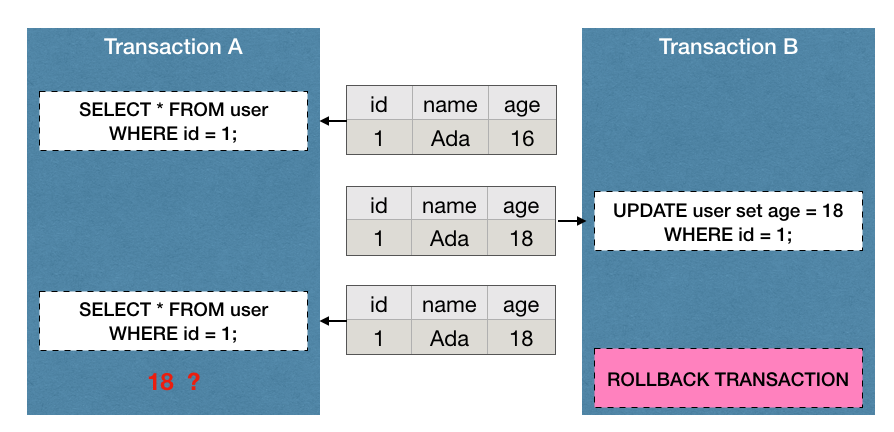 Transaction A
Transaction B
SELECT * FROM user
WHERE id = 1;
id name age
1 Ada 16
id name age
1 Ada 18
UPDATE user set age = 18
WHERE id = 1;
SELECT * FROM user
WHERE id = 1;
id name age
1 Ada 18
18 ?
ROLLBACK TRANSACTION